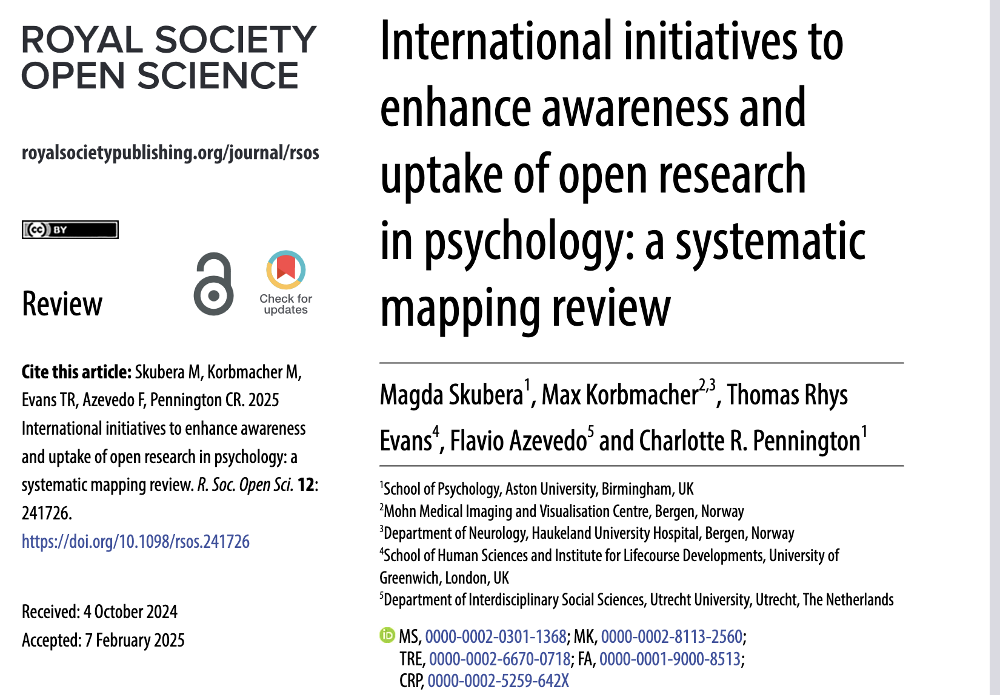 ROYAL SOCIETY
OPEN SCIENCE
royalsocietypublishing.org/journal/rsos
cc BY
Review
Check for
updates
Cite this article: Skubera M, Korbmacher M,
Evans TR, Azevedo F, Pennington CR. 2025
International initiatives to enhance awareness
and uptake of open research in psychology: a
systematic mapping review. R. Soc. Open Sci. 12:
241726.
https://doi.org/10.1098/rsos.241726
Received: 4 October 2024
Accepted: 7 February 2025
International initiatives to
enhance awareness and
uptake of open research
in psychology: a systematic
mapping review
Magda Skubera1, Max Korbmacher2,3, Thomas Rhys
Evans4, Flavio Azevedo5 and Charlotte R. Pennington1
1School of Psychology, Aston University, Birmingham, UK
2Mohn Medical Imaging and Visualisation Centre, Bergen, Norway
3Department of Neurology, Haukeland University Hospital, Bergen, Norway
4School of Human Sciences and Institute for Lifecourse Developments, University of
Greenwich, London, UK
5Department of Interdisciplinary Social Sciences, Utrecht University, Utrecht, The Netherlands
iD MS, 0000-0002-0301-1368; MK, 0000-0002-8113-2560;
TRE, 0000-0002-6670-0718; FA, 0000-0001-9000-8513;
CRP, 0000-0002-5259-642X